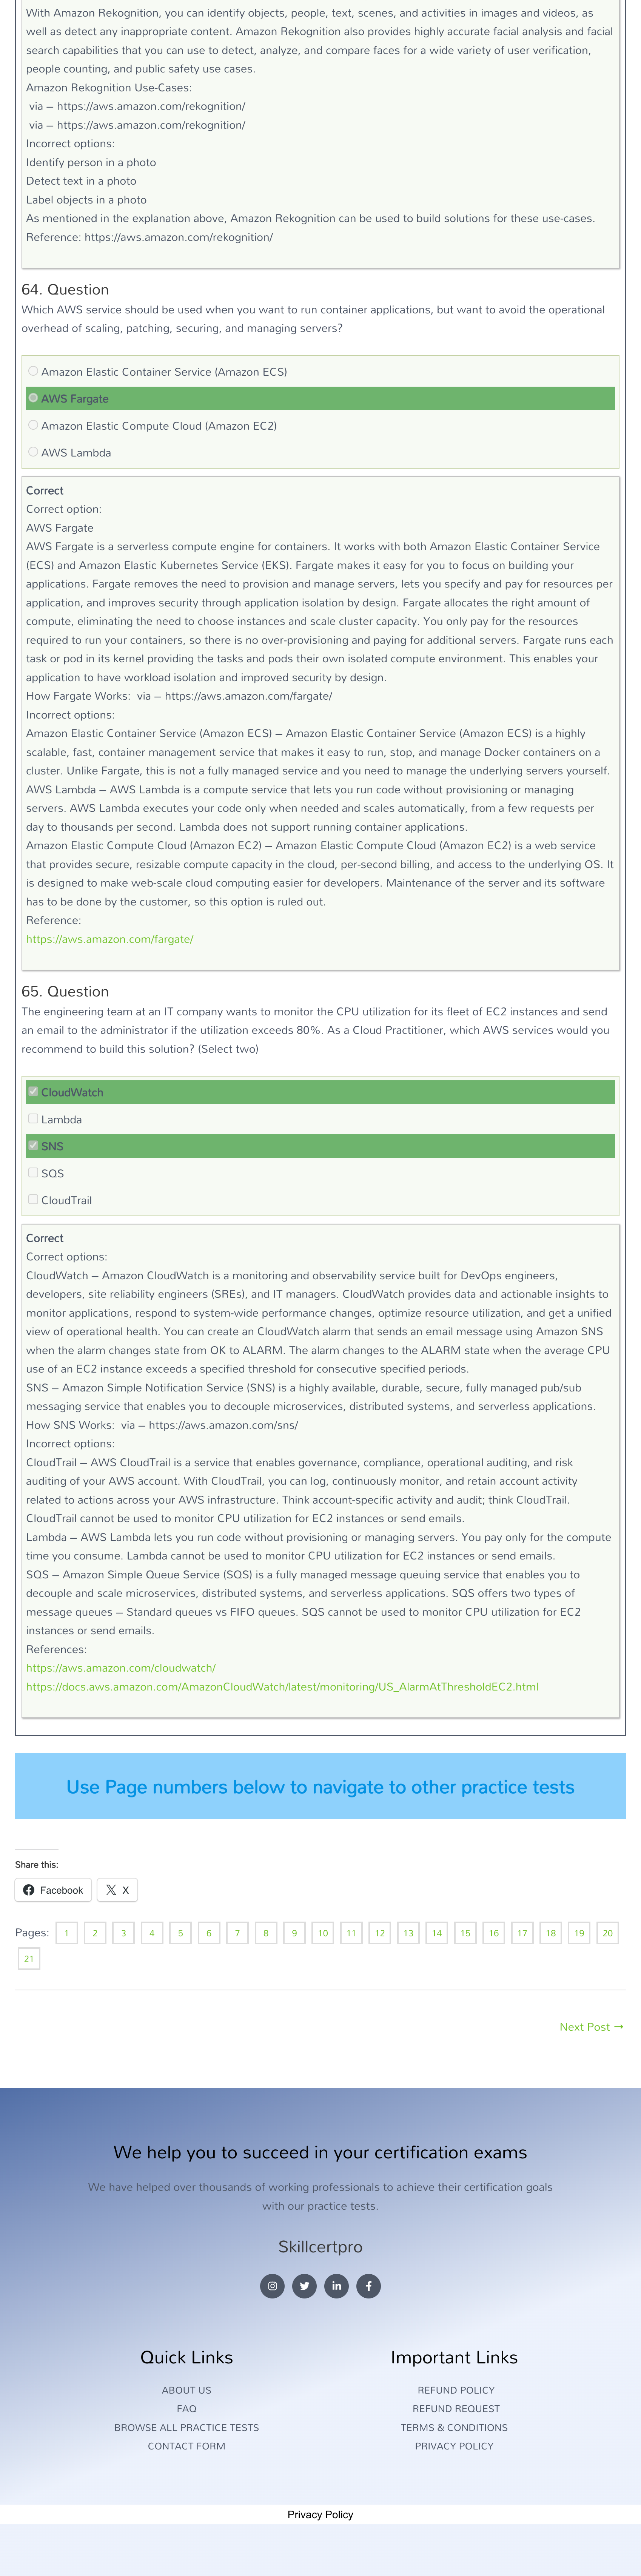 With Amazon Rekognition, you can identify objects, people, text, scenes, and activities in images and videos, as
well as detect any inappropriate content. Amazon Rekognition also provides highly accurate facial analysis and facial
search capabilities that you can use to detect, analyze, and compare faces for a wide variety of user verification,
people counting, and public safety use cases.
Amazon Rekognition Use-Cases:
via – https://aws.amazon.com/rekognition/
via – https://aws.amazon.com/rekognition/
Incorrect options:
Identify person in a photo
Detect text in a photo
Label objects in a photo
As mentioned in the explanation above, Amazon Rekognition can be used to build solutions for these use-cases.
Reference: https://aws.amazon.com/rekognition/
64. Question
Which AWS service should be used when you want to run container applications, but want to avoid the operational
overhead of scaling, patching, securing, and managing servers?
Amazon Elastic Container Service (Amazon ECS)
AWS Fargate
Amazon Elastic Compute Cloud (Amazon EC2)
AWS Lambda
Correct
Correct option:
AWS Fargate
AWS Fargate is a serverless compute engine for containers. It works with both Amazon Elastic Container Service
(ECS) and Amazon Elastic Kubernetes Service (EKS). Fargate makes it easy for you to focus on building your
applications. Fargate removes the need to provision and manage servers, lets you specify and pay for resources per
application, and improves security through application isolation by design. Fargate allocates the right amount of
compute, eliminating the need to choose instances and scale cluster capacity. You only pay for the resources
required to run your containers, so there is no over-provisioning and paying for additional servers. Fargate runs each
task or pod in its kernel providing the tasks and pods their own isolated compute environment. This enables your
application to have workload isolation and improved security by design.
How Fargate Works:  via – https://aws.amazon.com/fargate/
Incorrect options:
Amazon Elastic Container Service (Amazon ECS) – Amazon Elastic Container Service (Amazon ECS) is a highly
scalable, fast, container management service that makes it easy to run, stop, and manage Docker containers on a
cluster. Unlike Fargate, this is not a fully managed service and you need to manage the underlying servers yourself.
AWS Lambda – AWS Lambda is a compute service that lets you run code without provisioning or managing
servers. AWS Lambda executes your code only when needed and scales automatically, from a few requests per
day to thousands per second. Lambda does not support running container applications.
Amazon Elastic Compute Cloud (Amazon EC2) – Amazon Elastic Compute Cloud (Amazon EC2) is a web service
that provides secure, resizable compute capacity in the cloud, per-second billing, and access to the underlying OS. It
is designed to make web-scale cloud computing easier for developers. Maintenance of the server and its software
has to be done by the customer, so this option is ruled out.
Reference:
https://aws.amazon.com/fargate/
65. Question
The engineering team at an IT company wants to monitor the CPU utilization for its fleet of EC2 instances and send
an email to the administrator if the utilization exceeds 80%. As a Cloud Practitioner, which AWS services would you
recommend to build this solution? (Select two)
CloudWatch
Lambda
SNS
SQS
CloudTrail
Correct
Correct options:
CloudWatch – Amazon CloudWatch is a monitoring and observability service built for DevOps engineers,
developers, site reliability engineers (SREs), and IT managers. CloudWatch provides data and actionable insights to
monitor applications, respond to system-wide performance changes, optimize resource utilization, and get a unified
view of operational health. You can create an CloudWatch alarm that sends an email message using Amazon SNS
when the alarm changes state from OK to ALARM. The alarm changes to the ALARM state when the average CPU
use of an EC2 instance exceeds a specified threshold for consecutive specified periods.
SNS – Amazon Simple Notification Service (SNS) is a highly available, durable, secure, fully managed pub/sub
messaging service that enables you to decouple microservices, distributed systems, and serverless applications.
How SNS Works:  via – https://aws.amazon.com/sns/
Incorrect options:
CloudTrail – AWS CloudTrail is a service that enables governance, compliance, operational auditing, and risk
auditing of your AWS account. With CloudTrail, you can log, continuously monitor, and retain account activity
related to actions across your AWS infrastructure. Think account-specific activity and audit; think CloudTrail.
CloudTrail cannot be used to monitor CPU utilization for EC2 instances or send emails.
Lambda – AWS Lambda lets you run code without provisioning or managing servers. You pay only for the compute
time you consume. Lambda cannot be used to monitor CPU utilization for EC2 instances or send emails.
SQS – Amazon Simple Queue Service (SQS) is a fully managed message queuing service that enables you to
decouple and scale microservices, distributed systems, and serverless applications. SQS offers two types of
message queues – Standard queues vs FIFO queues. SQS cannot be used to monitor CPU utilization for EC2
instances or send emails.
References:
https://aws.amazon.com/cloudwatch/
https://docs.aws.amazon.com/AmazonCloudWatch/latest/monitoring/US_AlarmAtThresholdEC2.html
Use Page numbers below to navigate to other practice tests
Share this:
Facebook X
Pages: 1 2 3 4 5 6 7 8 9 10 11 12 13 14 15 16 17 18 19 20
21
Next Post →
We help you to succeed in your certification exams
We have helped over thousands of working professionals to achieve their certification goals
with our practice tests.
Skillcertpro
Quick Links
ABOUT US
FAQ
BROWSE ALL PRACTICE TESTS
CONTACT FORM
Important Links
REFUND POLICY
REFUND REQUEST
TERMS & CONDITIONS
PRIVACY POLICY
Privacy Policy